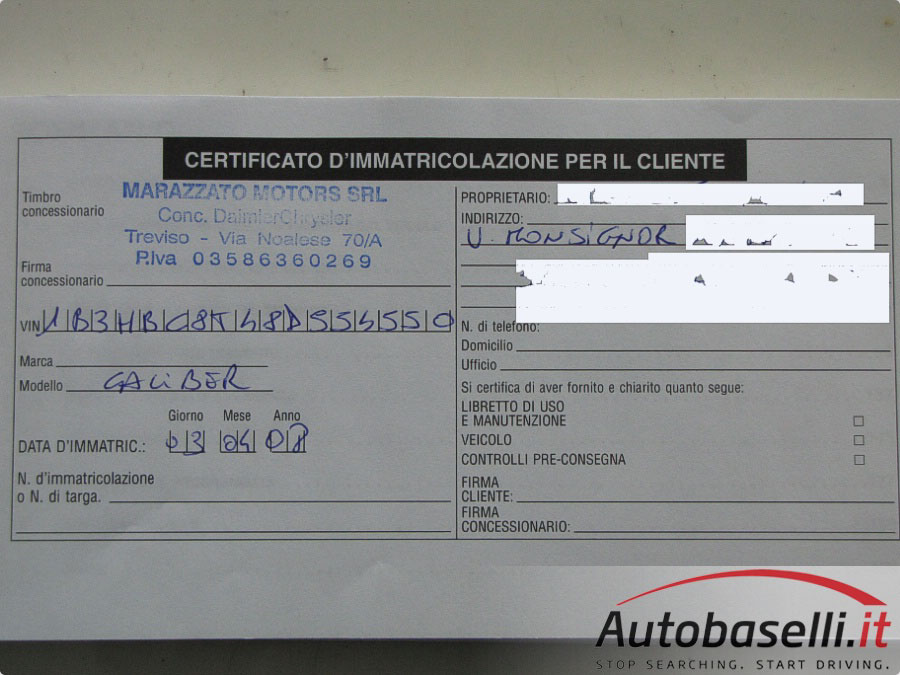 CERTIFICATO D'IMMATRICOLAZIONE PER IL CLIENTE
Timbro concessionario
MARAZZATO MOTORS SRL
Conc. DaimlerChrysler
Treviso - Via Noalese 70/A
P.Iva 03586360269
Firma concessionario
VIN 1B3HBC8T48D554550
Marca
Modello CALiBER
Giorno Mese Anno
DATA D'IMMATRIC.: 03 04 08
N. d'immatricolazione
o N. di targa.
PROPRIETARIO:
INDIRIZZO:
V. MONSiGNOR
N. di telefono:
Domicilio
Ufficio
Si certifica di aver fornito e chiarito quanto segue:
LIBRETTO DI USO
E MANUTENZIONE
VEICOLO
CONTROLLI PRE-CONSEGNA
FIRMA
CLIENTE:
FIRMA
CONCESSIONARIO:
Autobaselli.it
STOP SEARCHING. START DRIVING.